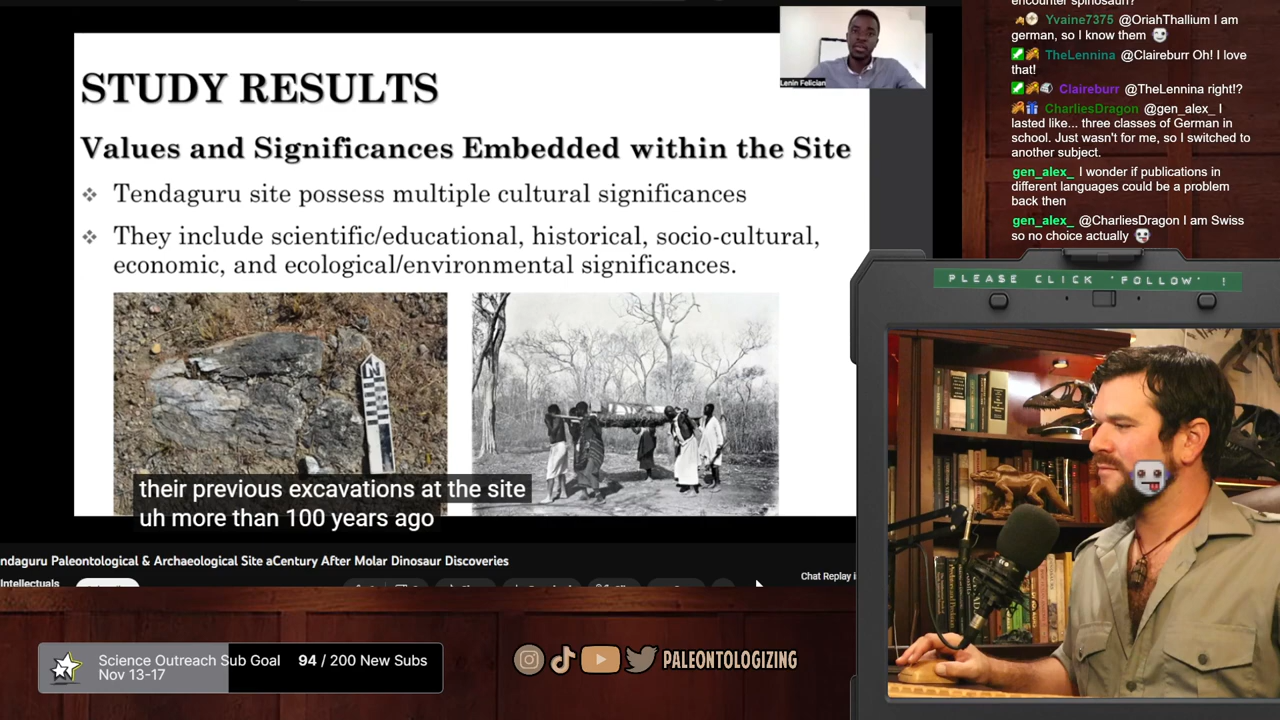 STUDY RESULTS
Values and Significances Embedded within the Site
Tendaguru site possess multiple cultural significances
They include scientific/educational, historical, socio-cultural,
economic, and ecological/environmental significances.
Lenin Felician
N
their previous excavations at the site
uh more than 100 years ago
ndaguru Paleontological & Archaeological Site aCentury After Molar Dinosaur Discoveries
Intellectuals
Chat Replay i
encounter spinosaur?
Yvaine7375 @OriahThallium I am
german, so I know them
TheLennina @Claireburr Oh! I love
that!
Claireburr @TheLennina right!?
CharliesDragon @gen_alex_ I
lasted like... three classes of German in
school. Just wasn't for me, so I switched to
another subject.
gen_alex_ I wonder if publications in
different languages could be a problem
back then
gen_alex_ @CharliesDragon I am Swiss
so no choice actually
PLEASE CLICK 'FOLLOW' !
Science Outreach Sub Goal 94 / 200 New Subs
Nov 13-17
PALEONTOLOGIZING